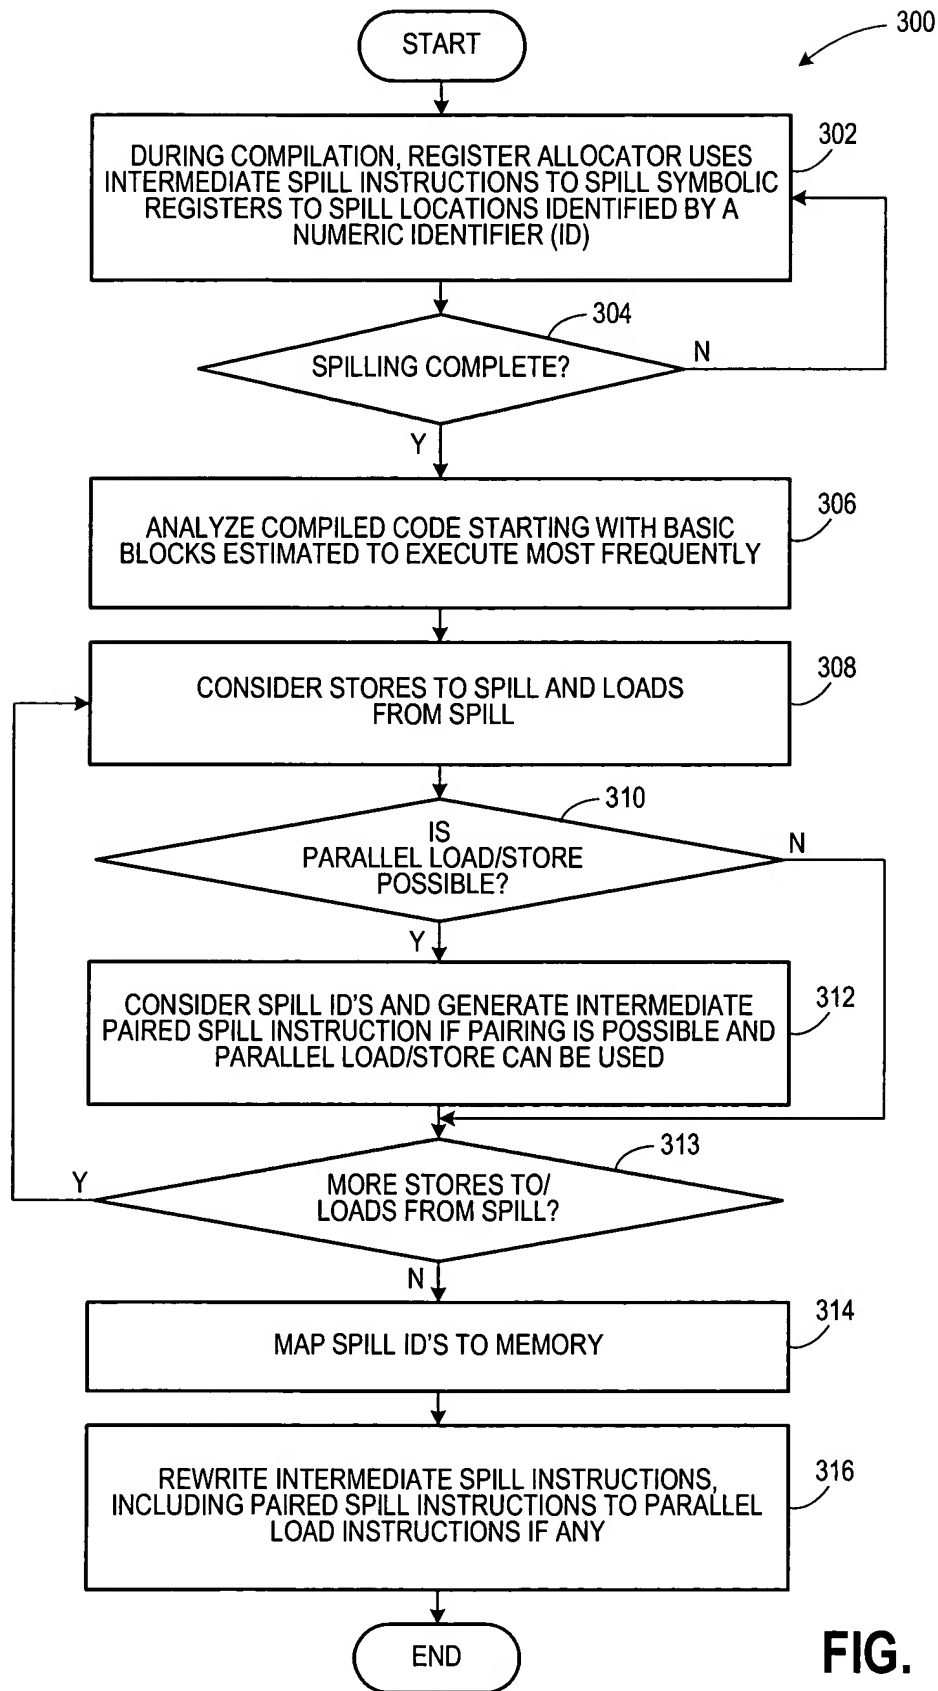 START
300
302
DURING COMPILATION, REGISTER ALLOCATOR USES
INTERMEDIATE SPILL INSTRUCTIONS TO SPILL SYMBOLIC
REGISTERS TO SPILL LOCATIONS IDENTIFIED BY A
NUMERIC IDENTIFIER (ID)
304
SPILLING COMPLETE?
N
Y
306
ANALYZE COMPILED CODE STARTING WITH BASIC
BLOCKS ESTIMATED TO EXECUTE MOST FREQUENTLY
308
CONSIDER STORES TO SPILL AND LOADS
FROM SPILL
310
IS
PARALLEL LOAD/STORE
POSSIBLE?
N
Y
312
CONSIDER SPILL ID'S AND GENERATE INTERMEDIATE
PAIRED SPILL INSTRUCTION IF PAIRING IS POSSIBLE AND
PARALLEL LOAD/STORE CAN BE USED
313
Y
MORE STORES TO/
LOADS FROM SPILL?
N
314
MAP SPILL ID'S TO MEMORY
316
REWRITE INTERMEDIATE SPILL INSTRUCTIONS,
INCLUDING PAIRED SPILL INSTRUCTIONS TO PARALLEL
LOAD INSTRUCTIONS IF ANY
END
FIG.